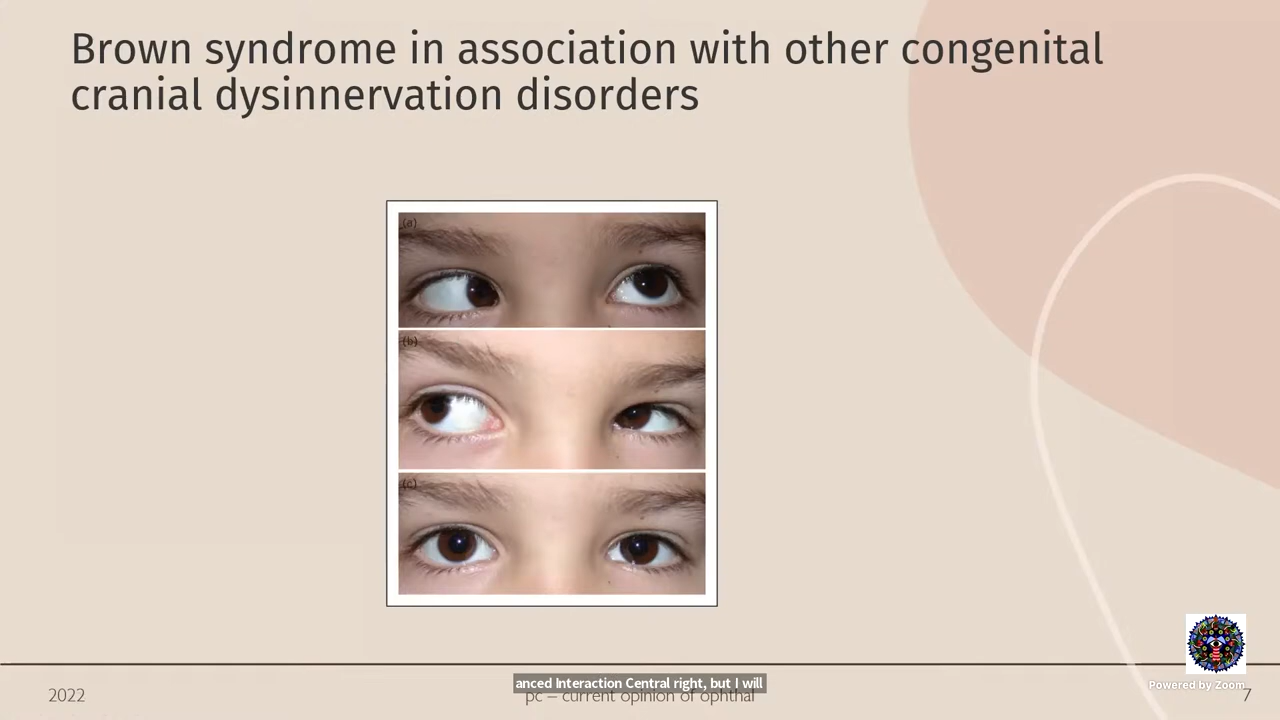 Brown syndrome in association with other congenital
cranial dysinnervation disorders
(a)
(b)
(c)
anced Interaction Central right, but I will
2022
pc – current opinion of ophthal
Powered by Zoom
7